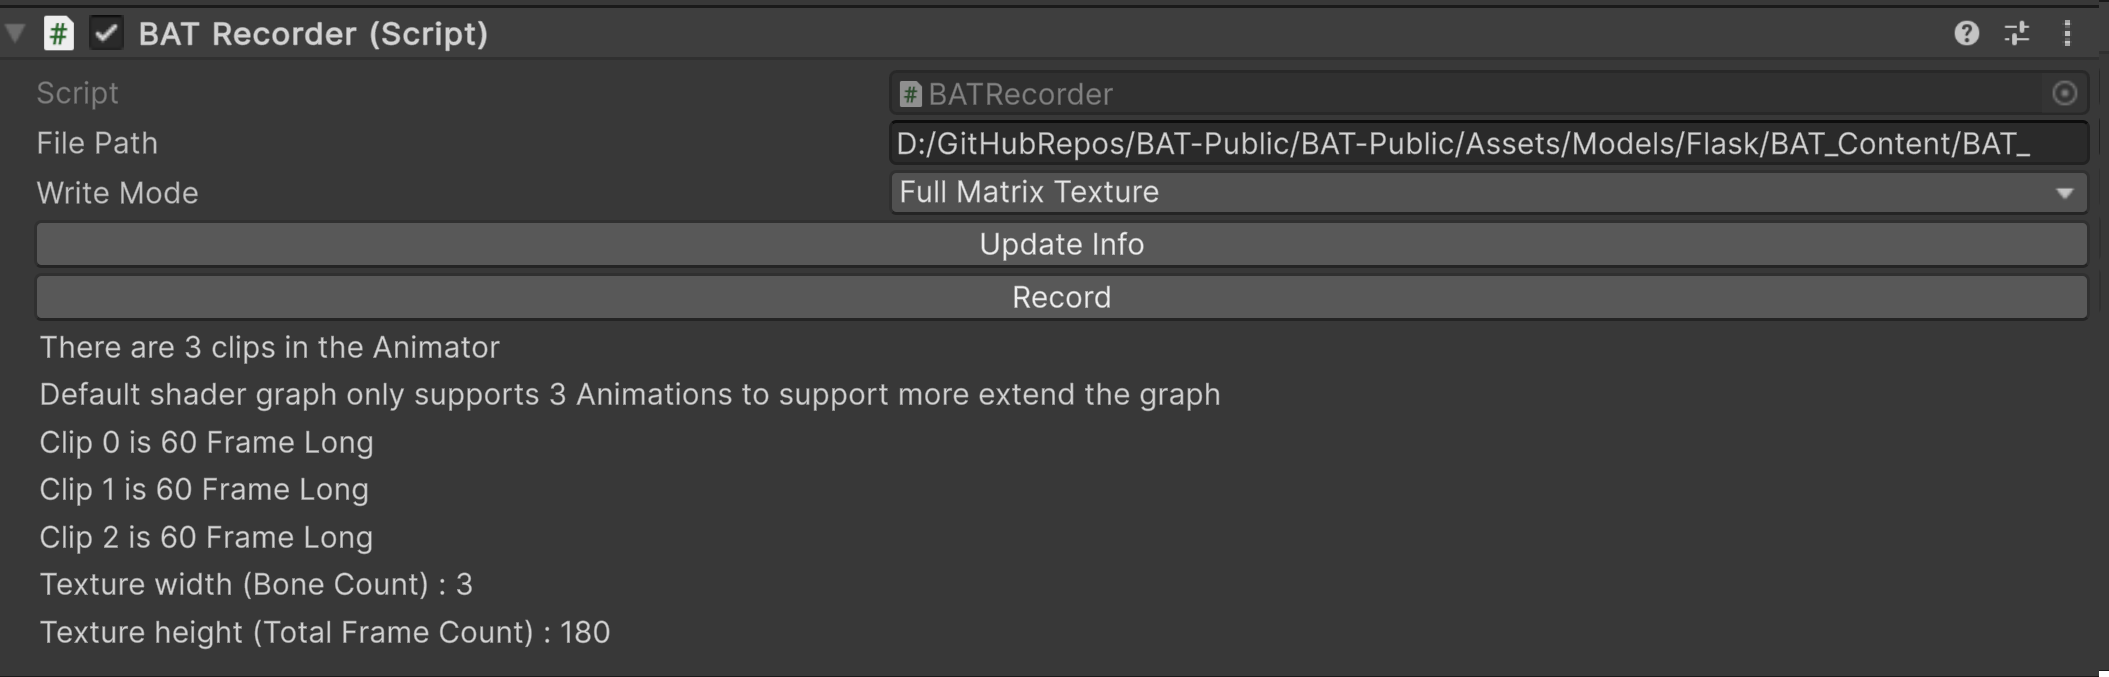 BAT Recorder (Script)
Script BATRecorder
File Path D:/GitHubRepos/BAT-Public/BAT-Public/Assets/Models/Flask/BAT_Content/BAT_
Write Mode Full Matrix Texture
Update Info
Record
There are 3 clips in the Animator
Default shader graph only supports 3 Animations to support more extend the graph
Clip 0 is 60 Frame Long
Clip 1 is 60 Frame Long
Clip 2 is 60 Frame Long
Texture width (Bone Count) : 3
Texture height (Total Frame Count) : 180